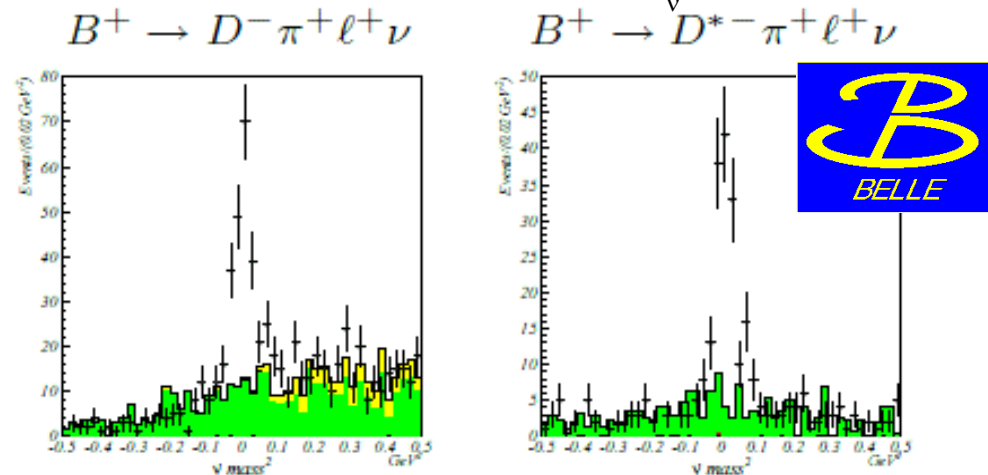 √
B⁺ → D⁻π⁺ℓ⁺ν B⁺ → D*⁻π⁺ℓ⁺ν
Events/(0.02 GeV²)
80
70
60
50
40
30
20
10
0
-0.5 -0.4 -0.3 -0.2 -0.1 0 0.1 0.2 0.3 0.4 0.5
ν mass² GeV²
Events/(0.02 GeV²)
50
45
40
35
30
25
20
15
10
5
0
-0.5 -0.4 -0.3 -0.2 -0.1 0 0.1 0.2 0.3 0.4 0.5
ν mass² GeV²
B
BELLE